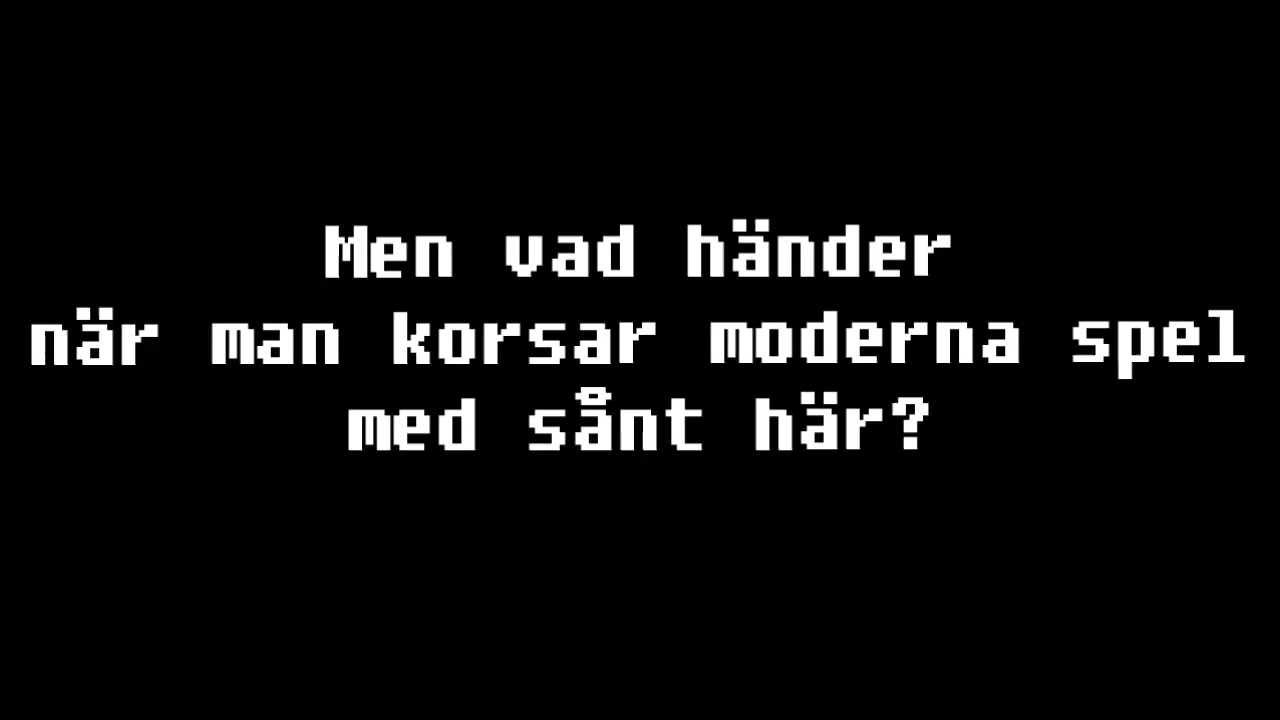 Men vad händer
när man korsar moderna spel
med sånt här?